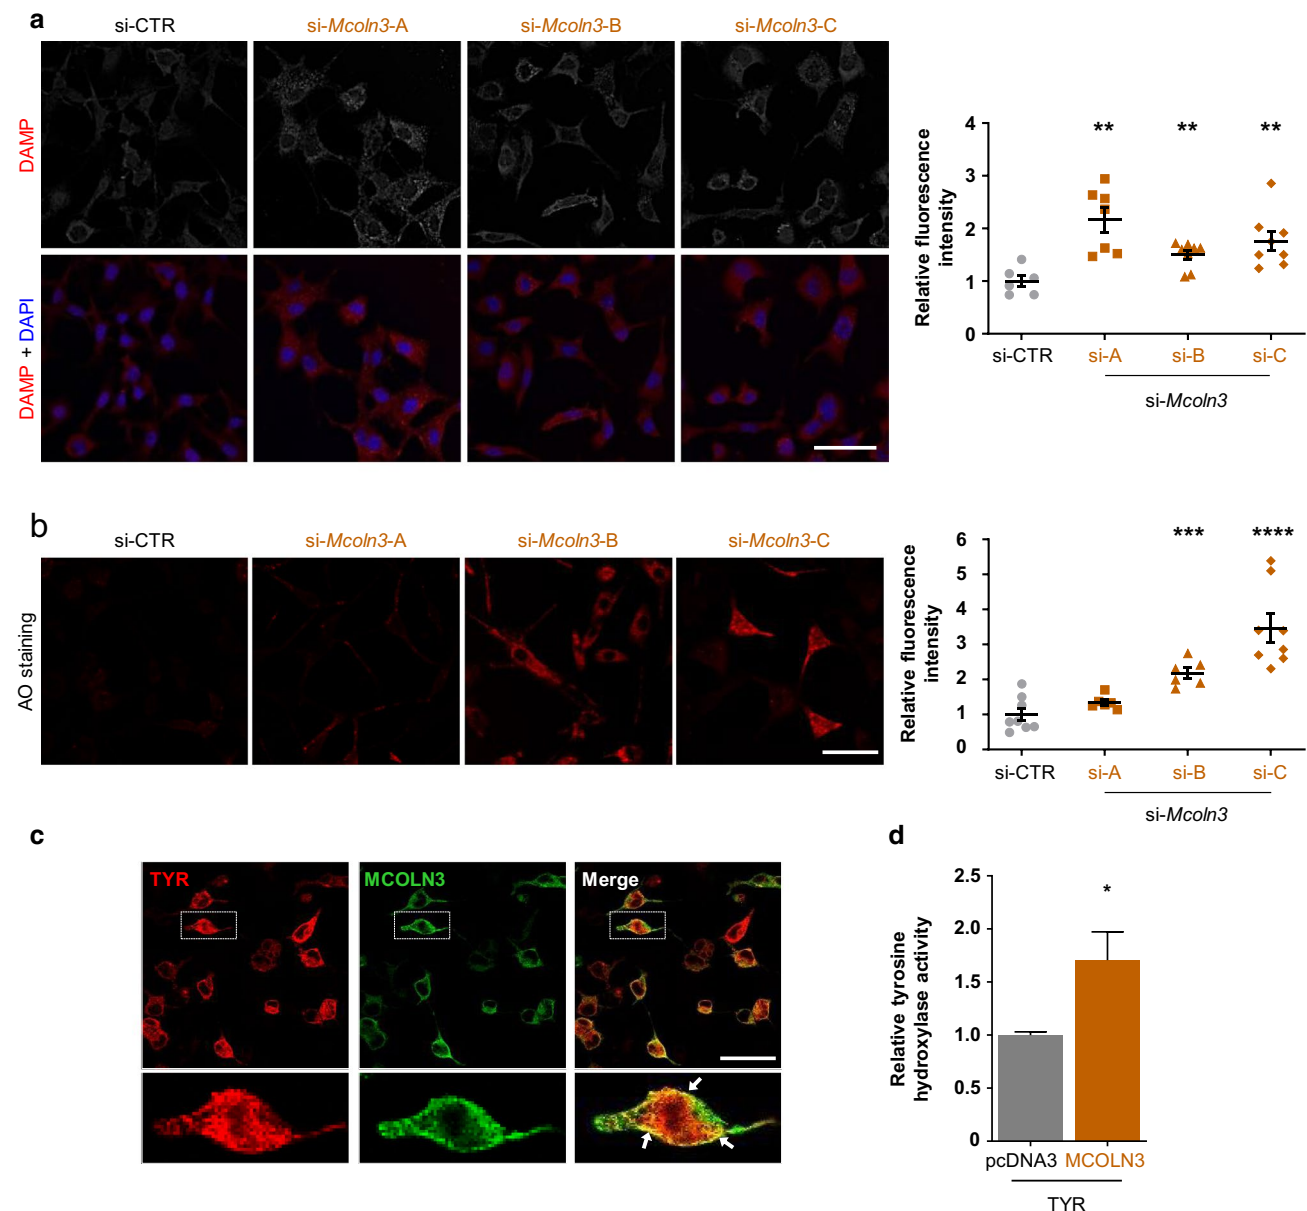 a
si-CTR
si-Mcoln3-A
si-Mcoln3-B
si-Mcoln3-C
DAMP
DAMP + DAPI
Relative fluorescence
intensity
4
3
2
1
0
** ** **
si-CTR si-A si-B si-C
si-Mcoln3
b
si-CTR
si-Mcoln3-A
si-Mcoln3-B
si-Mcoln3-C
AO staining
Relative fluorescence
intensity
6
5
4
3
2
1
0
*** ****
si-CTR si-A si-B si-C
si-Mcoln3
c
TYR
MCOLN3
Merge
d
Relative tyrosine
hydroxylase activity
2.5
2.0
1.5
1.0
0.5
0
*
pcDNA3 MCOLN3
TYR